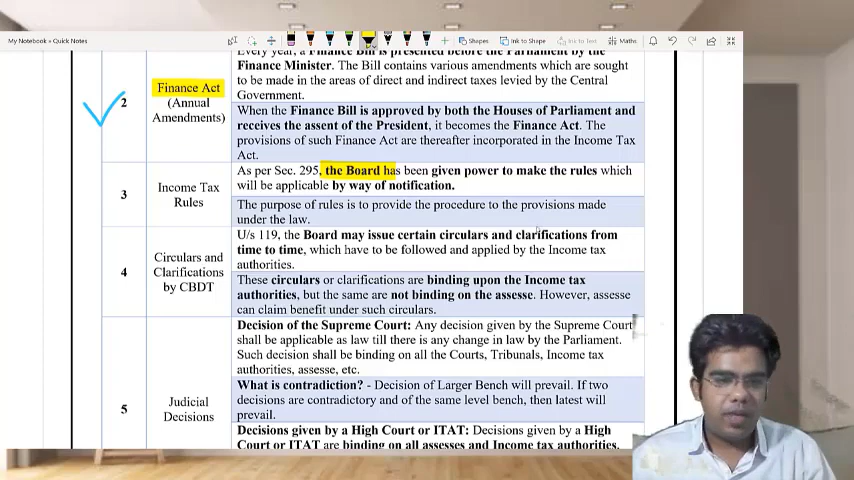 My Notebook » Quick Notes
Shapes
Ink to Shape
Ink to Text
Maths
2
Finance Act
(Annual
Amendments)
Every year, a Finance Bill is presented before the Parliament by the
Finance Minister. The Bill contains various amendments which are sought
to be made in the areas of direct and indirect taxes levied by the Central
Government.
When the Finance Bill is approved by both the Houses of Parliament and
receives the assent of the President, it becomes the Finance Act. The
provisions of such Finance Act are thereafter incorporated in the Income Tax
Act.
3
Income Tax
Rules
As per Sec. 295, the Board has been given power to make the rules which
will be applicable by way of notification.
The purpose of rules is to provide the procedure to the provisions made
under the law.
4
Circulars and
Clarifications
by CBDT
U/s 119, the Board may issue certain circulars and clarifications from
time to time, which have to be followed and applied by the Income tax
authorities.
These circulars or clarifications are binding upon the Income tax
authorities, but the same are not binding on the assesse. However, assesse
can claim benefit under such circulars.
5
Judicial
Decisions
Decision of the Supreme Court: Any decision given by the Supreme Court
shall be applicable as law till there is any change in law by the Parliament.
Such decision shall be binding on all the Courts, Tribunals, Income tax
authorities, assesse, etc.
What is contradiction? - Decision of Larger Bench will prevail. If two
decisions are contradictory and of the same level bench, then latest will
prevail.
Decisions given by a High Court or ITAT: Decisions given by a High
Court or ITAT are binding on all assesses and Income tax authorities,